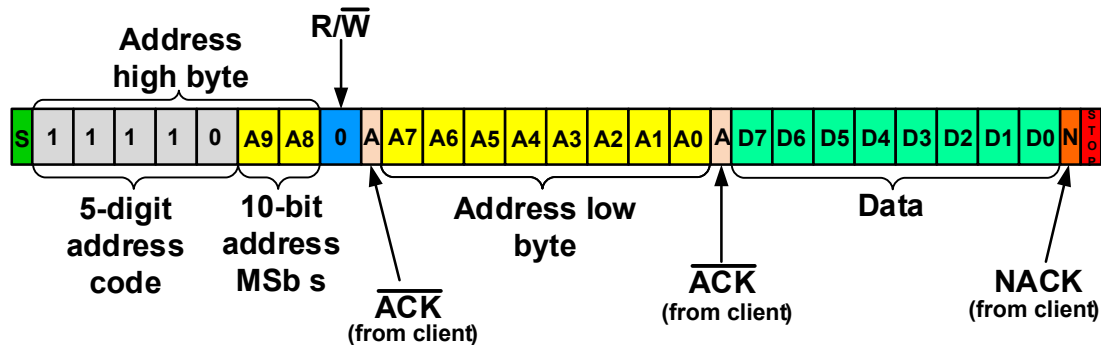 R/W
Address
high byte
S 1 1 1 1 0 A9 A8 0 A A7 A6 A5 A4 A3 A2 A1 A0 A D7 D6 D5 D4 D3 D2 D1 D0 N STOP
5-digit
address
code
10-bit
address
MSb s
Address low
byte
Data
ACK
(from client)
ACK
(from client)
NACK
(from client)